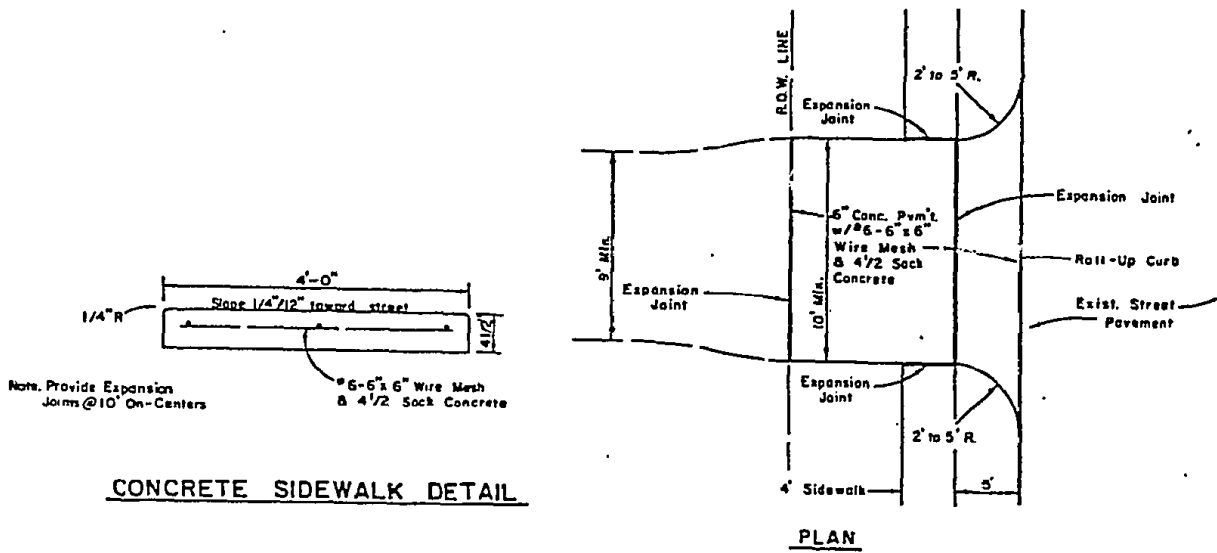 4'-0"
Slope 1/4"/12" toward street
1/4"R
4 1/2"
Note. Provide Expansion
Joints @ 10' On-Centers
#6-6"x 6" Wire Mesh
& 4 1/2 Sack Concrete
CONCRETE SIDEWALK DETAIL
R.O.W. LINE
2' to 5' R.
Expansion
Joint
9' Min.
6" Conc. Pvm't.
w/#6-6"x 6"
Wire Mesh
& 4 1/2 Sack
Concrete
10' Min.
Expansion
Joint
Expansion Joint
Roll-Up Curb
Exist. Street
Pavement
Expansion
Joint
2' to 5' R.
4' Sidewalk
5'
PLAN